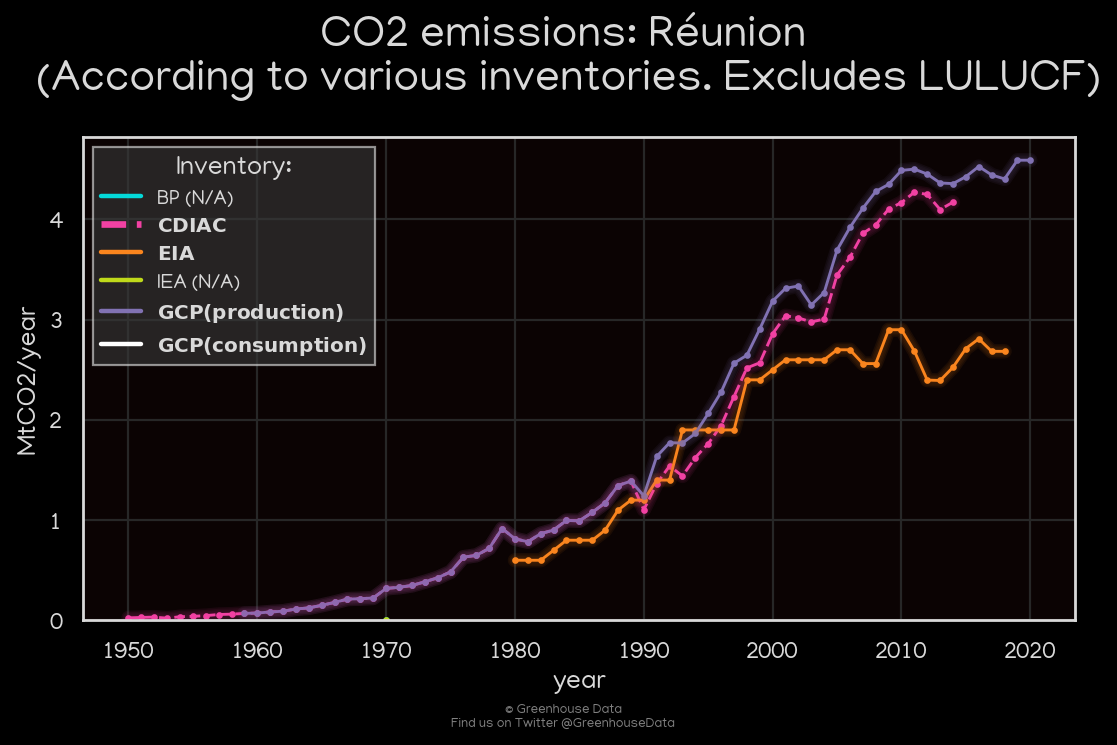 CO2 emissions: Réunion
(According to various inventories. Excludes LULUCF)
Inventory:
BP (N/A)
CDIAC
EIA
IEA (N/A)
GCP(production)
GCP(consumption)
MtCO2/year
4
3
2
1
0
1950 1960 1970 1980 1990 2000 2010 2020
year
© Greenhouse Data
Find us on Twitter @GreenhouseData